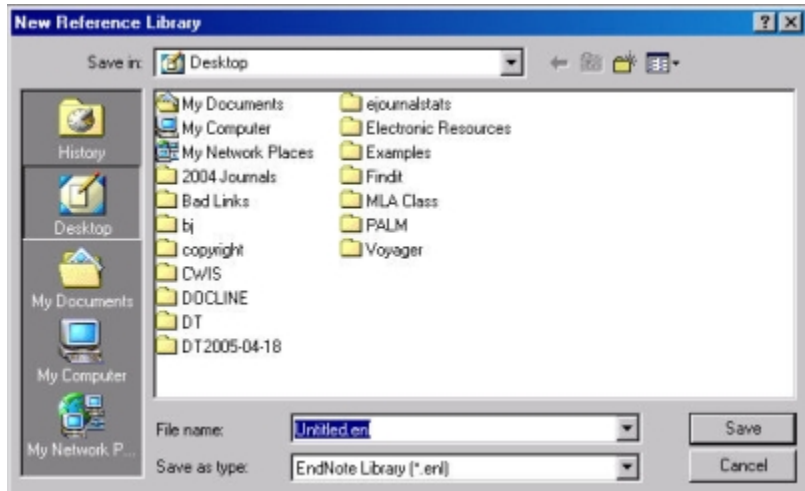 New Reference Library
Save in: Desktop
History
Desktop
My Documents
My Computer
My Network P...
My Documents
My Computer
My Network Places
2004 Journals
Bad Links
bj
copyright
CWIS
DOCLINE
DT
DT2005-04-18
ejournalstats
Electronic Resources
Examples
Findit
MLA Class
PALM
Voyager
File name: Untitled.enl Save
Save as type: EndNote Library (*.enl) Cancel